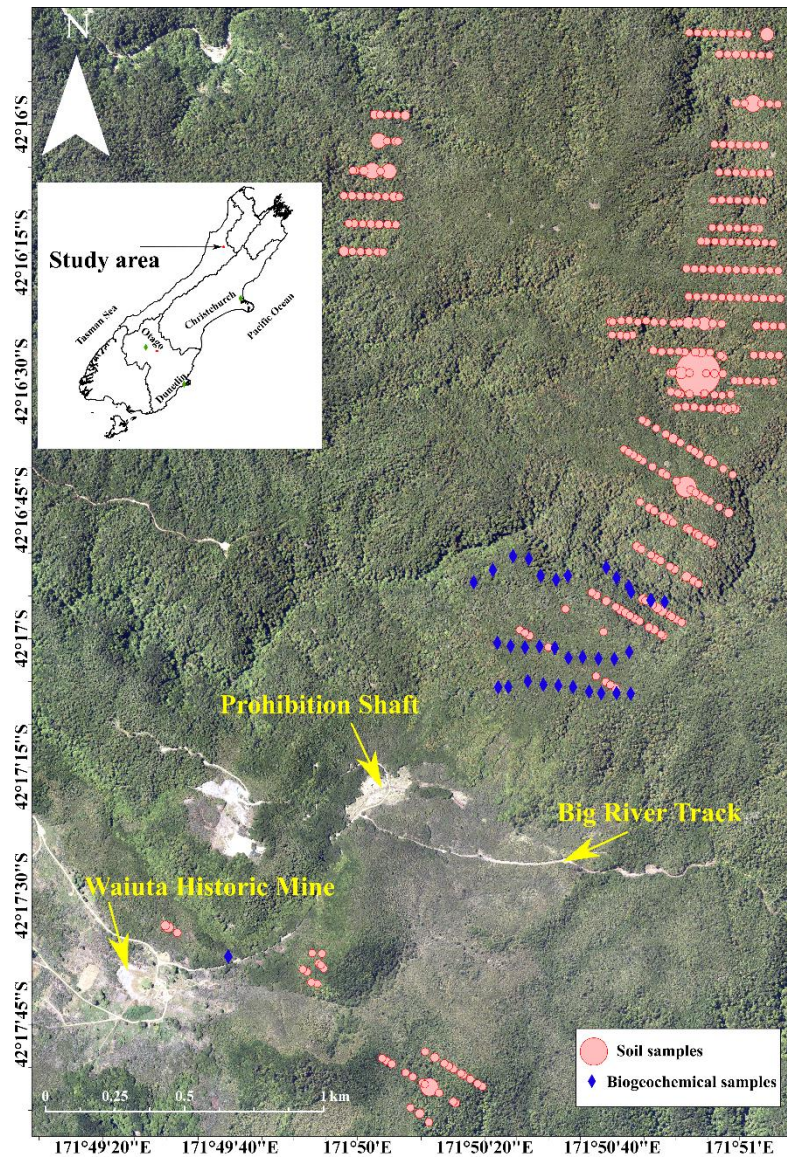 N
42°16'S
42°16'15"S
42°16'30"S
42°16'45"S
42°17'S
42°17'15"S
42°17'30"S
42°17'45"S
Study area
Tasman Sea
Christchurch
Pacific Ocean
Otago
Dunedin
Prohibition Shaft
Big River Track
Waiuta Historic Mine
Soil samples
Biogeochemical samples
0 0.25 0.5 1 km
171°49'20"E 171°49'40"E 171°50'E 171°50'20"E 171°50'40"E 171°51'E